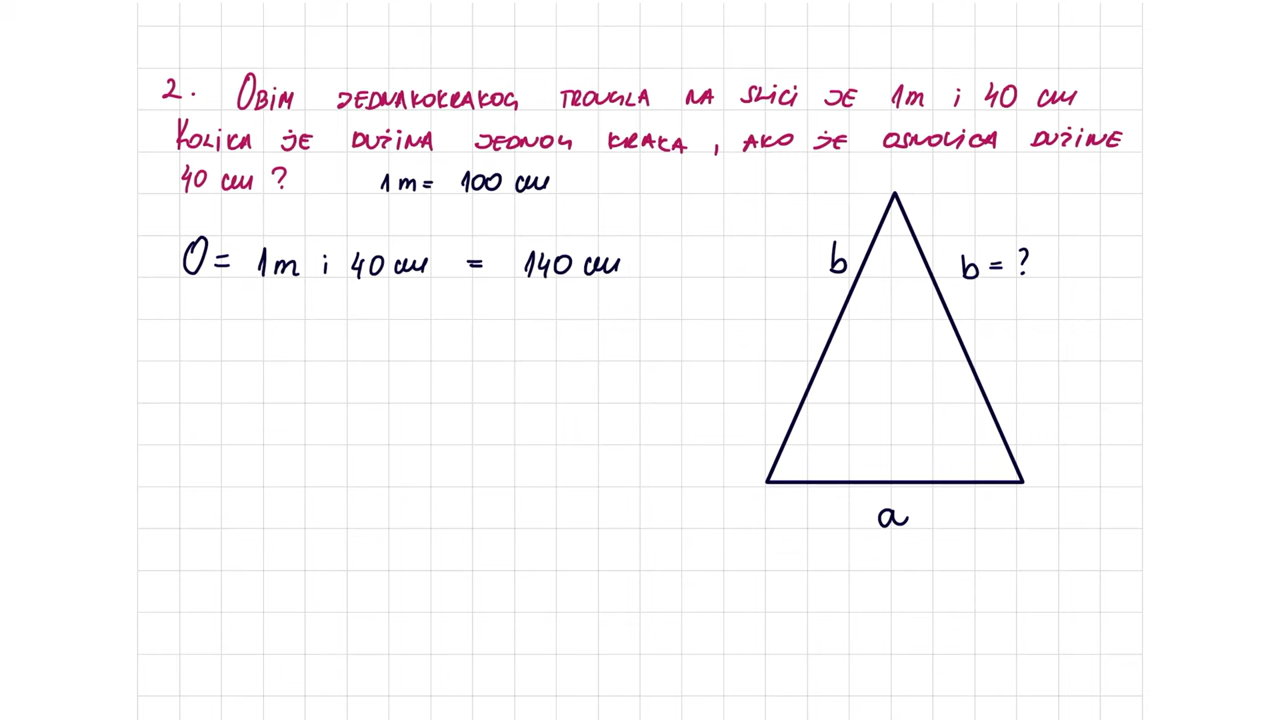 2. OBIM JEDNAKOKRAKOG TROUGLA NA SLICI JE 1m i 40 cm
KOLIKA JE DUŽINA JEDNOG KRAKA, AKO JE OSNOVICA DUŽINE
40 cm ? 1m = 100 cm
O = 1m i 40 cm = 140 cm
b b = ?
a